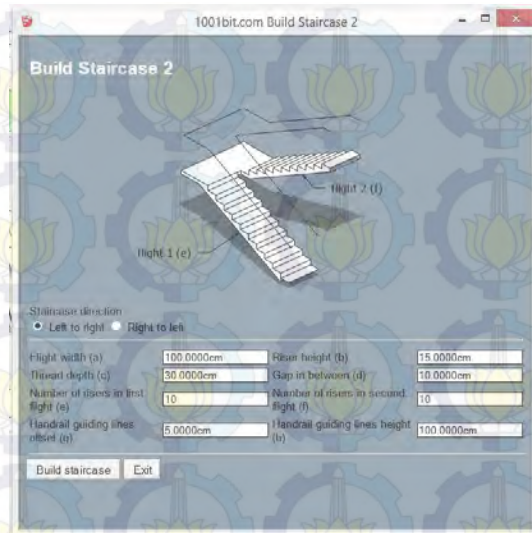 1001bit.com Build Staircase 2
Build Staircase 2
flight 2 (f)
flight 1 (e)
Staircase direction
Left to right Right to left
Flight width (a) 100.0000cm Riser height (b) 15.0000cm
Thread depth (c) 30.0000cm Gap in between (d) 10.0000cm
Number of risers in first flight (e) 10 Number of risers in second flight (f) 10
Handrail guiding lines offset (g) 5.0000cm Handrail guiding lines height (h) 100.0000cm
Build staircase Exit